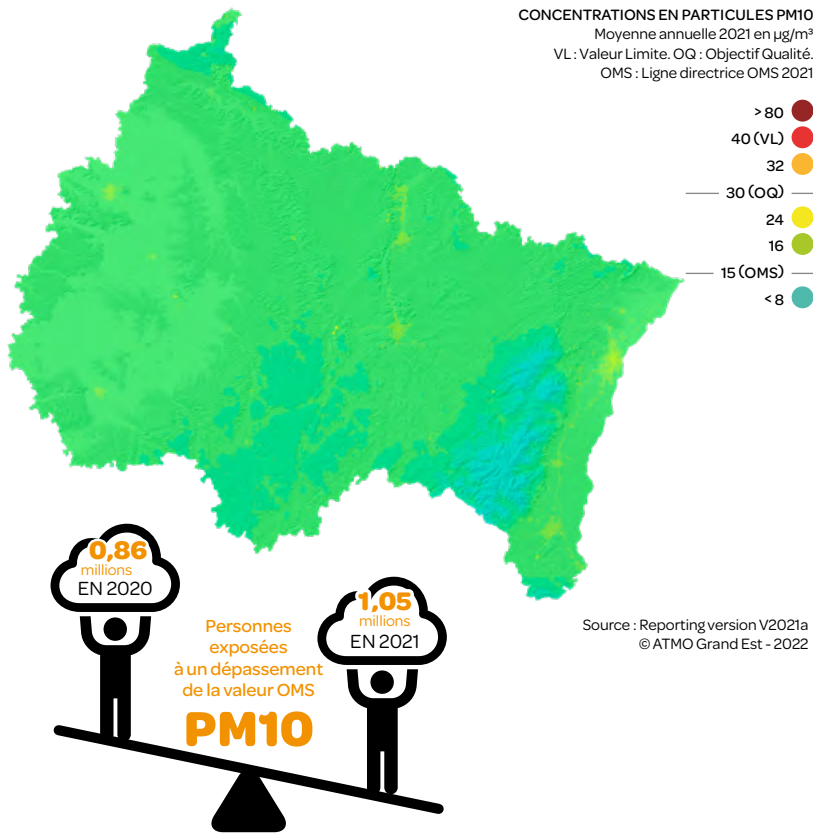 CONCENTRATIONS EN PARTICULES PM10
Moyenne annuelle 2021 en µg/m³
VL : Valeur Limite. OQ : Objectif Qualité.
OMS : Ligne directrice OMS 2021
> 80
40 (VL)
32
30 (OQ)
24
16
15 (OMS)
< 8
0,86
millions
EN 2020
1,05
millions
EN 2021
Personnes
exposées
à un dépassement
de la valeur OMS
PM10
Source : Reporting version V2021a
© ATMO Grand Est - 2022